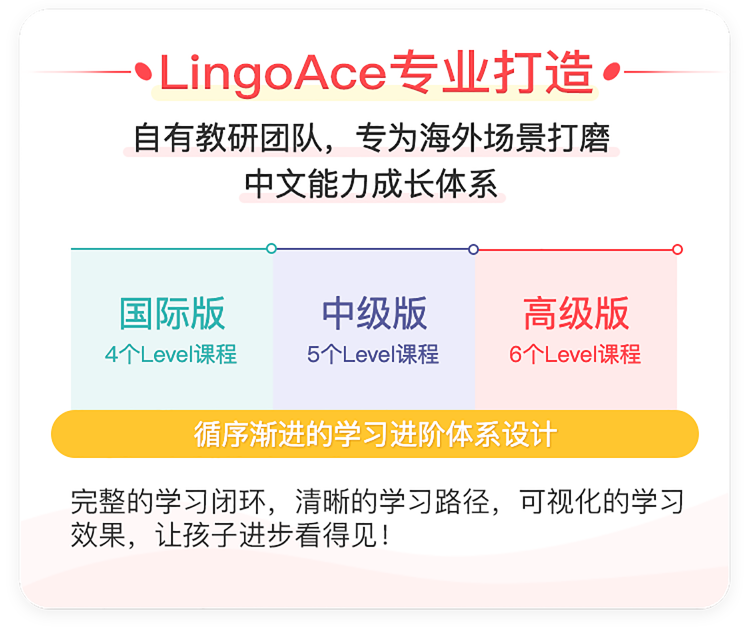 LingoAce专业打造
自有教研团队，专为海外场景打磨
中文能力成长体系
国际版
中级版
高级版
4个Level课程
5个Level课程
6个Level课程
循序渐进的学习进阶体系设计
完整的学习闭环，清晰的学习路径，可视化的学习
效果，让孩子进步看得见！